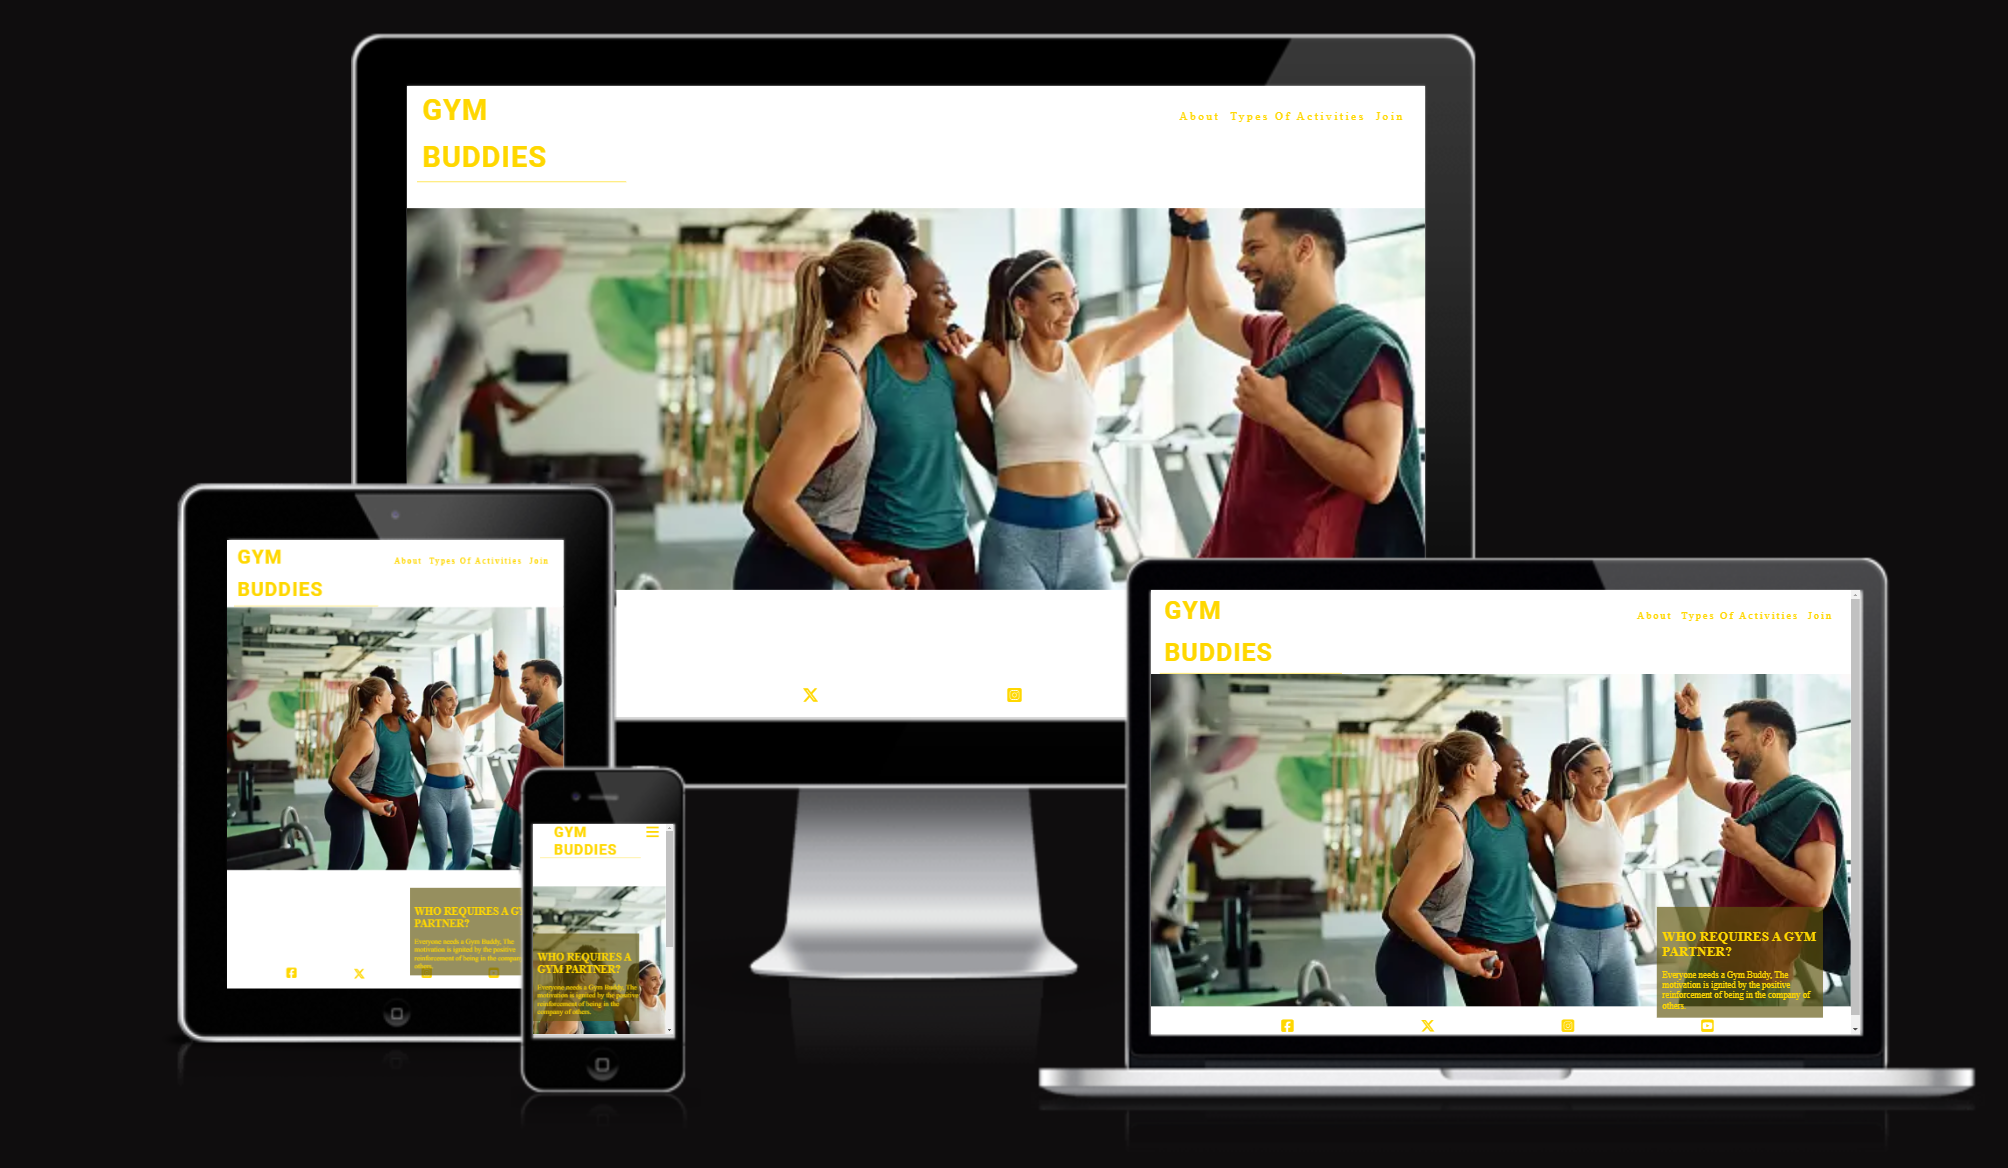 GYM
BUDDIES
About Types Of Activities Join
GYM
BUDDIES
About Types Of Activities Join
WHO REQUIRES A GY
PARTNER?
Everyone needs a Gym Buddy, The
motivation is ignited by the positive
reinforcement of being in the company
others.
GYM
BUDDIES
WHO REQUIRES A
GYM PARTNER?
Everyone needs a Gym Buddy, The
motivation is ignited by the positive
reinforcement of being in the
company of others.
GYM
BUDDIES
About Types Of Activities Join
WHO REQUIRES A GYM
PARTNER?
Everyone needs a Gym Buddy, The
motivation is ignited by the positive
reinforcement of being in the company of
others.